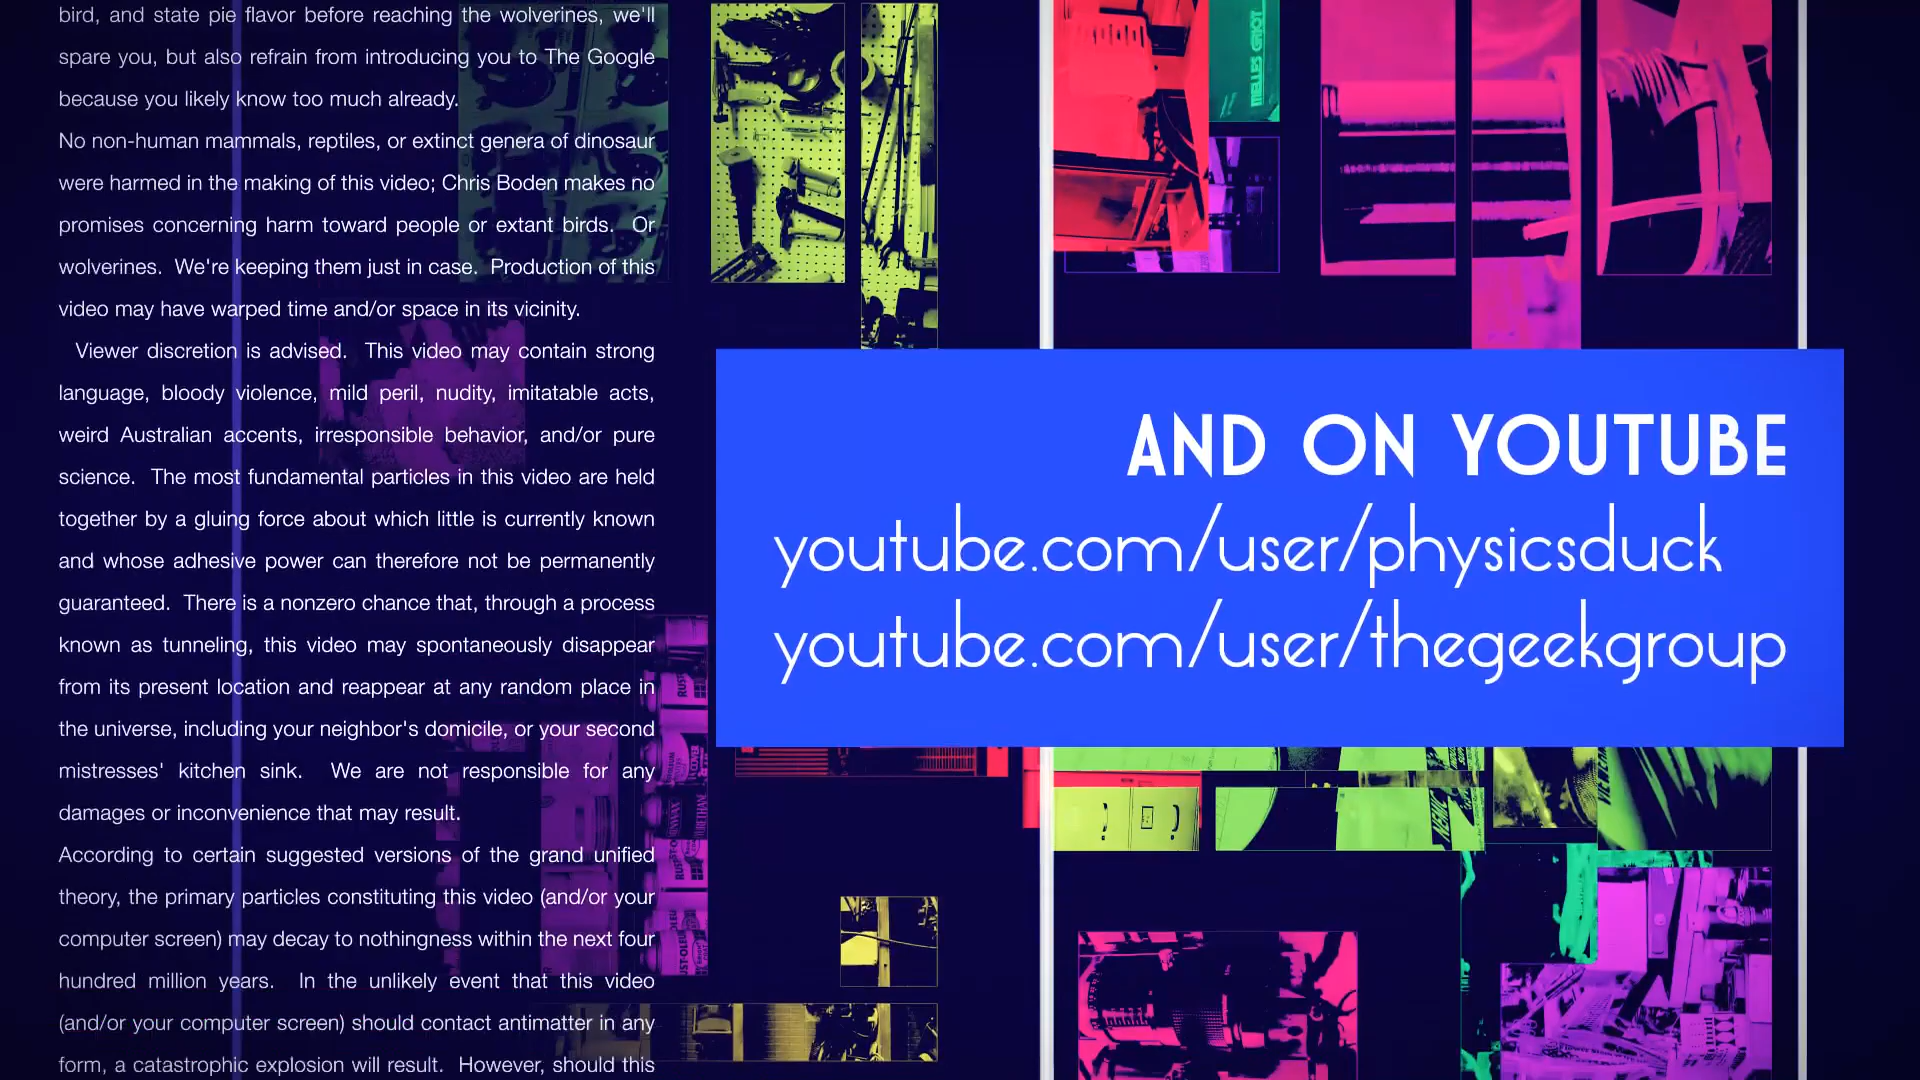 bird, and state pie flavor before reaching the wolverines, we'll
spare you, but also refrain from introducing you to The Google
because you likely know too much already.
No non-human mammals, reptiles, or extinct genera of dinosaur
were harmed in the making of this video; Chris Boden makes no
promises concerning harm toward people or extant birds. Or
wolverines. We're keeping them just in case. Production of this
video may have warped time and/or space in its vicinity.
Viewer discretion is advised. This video may contain strong
language, bloody violence, mild peril, nudity, imitatable acts,
weird Australian accents, irresponsible behavior, and/or pure
science. The most fundamental particles in this video are held
together by a gluing force about which little is currently known
and whose adhesive power can therefore not be permanently
guaranteed. There is a nonzero chance that, through a process
known as tunneling, this video may spontaneously disappear
from its present location and reappear at any random place in
the universe, including your neighbor's domicile, or your second
mistresses' kitchen sink. We are not responsible for any
damages or inconvenience that may result.
According to certain suggested versions of the grand unified
theory, the primary particles constituting this video (and/or your
computer screen) may decay to nothingness within the next four
hundred million years. In the unlikely event that this video
(and/or your computer screen) should contact antimatter in any
form, a catastrophic explosion will result. However, should this
MELLES GRIOT
AND ON YOUTUBE
youtube.com/user/physicsduck
youtube.com/user/thegeekgroup